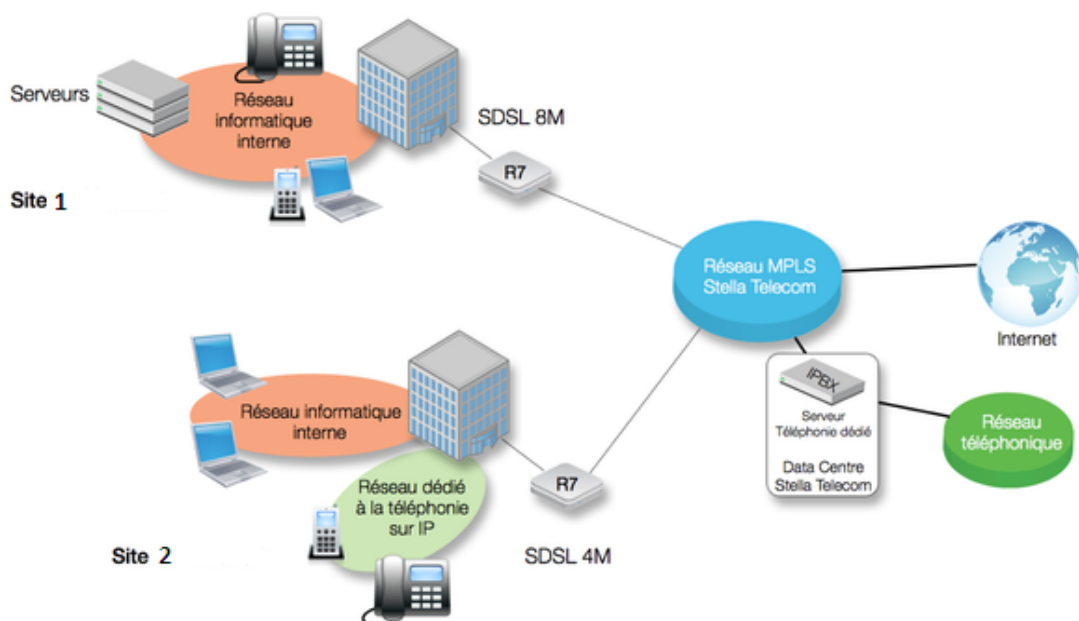 Serveurs
Réseau
informatique
interne
SDSL 8M
R7
Site 1
Réseau MPLS
Stella Telecom
Internet
IPBX
Serveur
Téléphonie dédié
Data Centre
Stella Telecom
Réseau
téléphonique
Réseau informatique
interne
R7
Réseau dédié
à la téléphonie
sur IP
SDSL 4M
Site 2